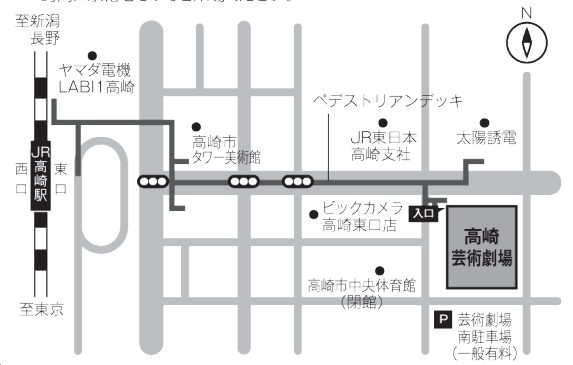 至新潟
長野
N
ヤマダ電機
LABI1高崎
ペデストリアンデッキ
高崎市
タワー美術館
JR東日本
高崎支社
太陽誘電
JR高崎駅
西口
東口
ビックカメラ
高崎東口店
入口
高崎
芸術劇場
高崎市中央体育館
(閉館)
至東京
P 芸術劇場
南駐車場
(一般有料)